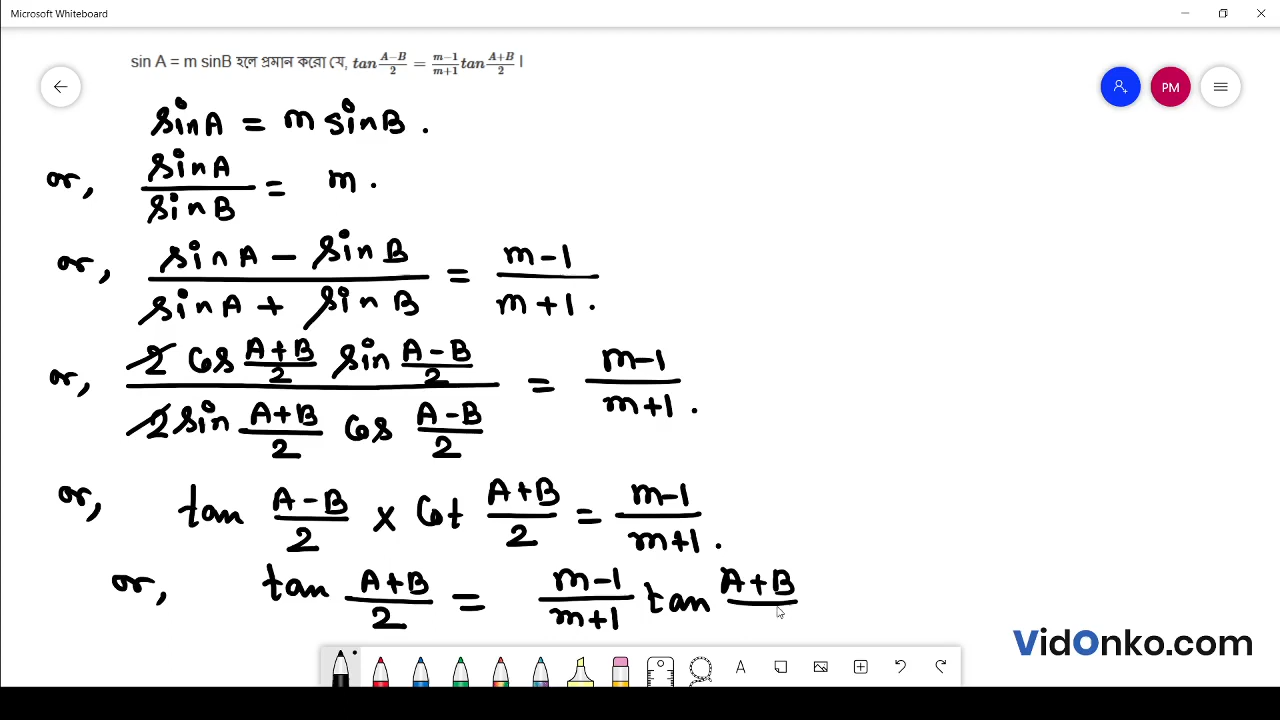 Microsoft Whiteboard
sin A = m sinB হলে প্রমান করো যে, tan (A−B)/2 = (m−1)/(m+1) tan (A+B)/2 ।
PM
sinA = m sinB.
or, sinA/sinB = m.
or, (sinA − sinB)/(sinA + sinB) = (m−1)/(m+1).
or, (2 cos (A+B)/2 sin (A−B)/2)/(2 sin (A+B)/2 cos (A−B)/2) = (m−1)/(m+1).
or, tan (A−B)/2 × cot (A+B)/2 = (m−1)/(m+1).
or, tan (A+B)/2 = (m−1)/(m+1) tan A+B
VidOnko.com
A